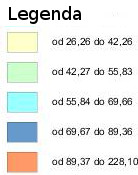 Legenda
od 26,26 do 42,26
od 42,27 do 55,83
od 55,84 do 69,66
od 69,67 do 89,36
od 89,37 do 228,10